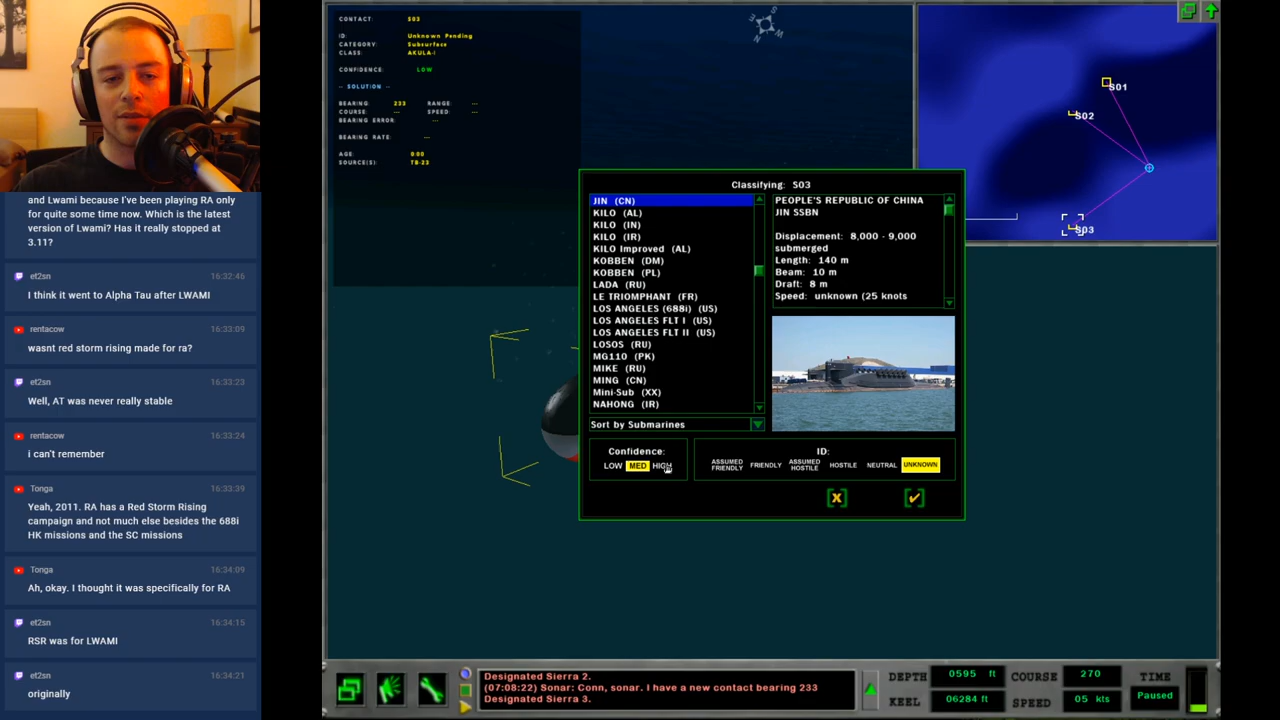 and Lwami because I've been playing RA only
for quite some time now. Which is the latest
version of Lwami? Has it really stopped at
3.11?
et2sn 16:32:46
I think it went to Alpha Tau after LWAMI
rentacow 16:33:09
wasnt red storm rising made for ra?
et2sn 16:33:23
Well, AT was never really stable
rentacow 16:33:24
i can't remember
Tonga 16:33:39
Yeah, 2011. RA has a Red Storm Rising
campaign and not much else besides the 688i
HK missions and the SC missions
Tonga 16:34:09
Ah, okay. I thought it was specifically for RA
et2sn 16:34:15
RSR was for LWAMI
et2sn 16:34:21
originally
CONTACT: S03
ID: Unknown Pending
CATEGORY: Subsurface
CLASS: AKULA-I
CONFIDENCE: LOW
-- SOLUTION --
BEARING: 233 RANGE: ---
COURSE: --- SPEED: ---
BEARING ERROR: ---
BEARING RATE: ---
AGE: 0:00
SOURCE(S): TB-23
S
E
W
N
S01
S02
S03
Classifying: S03
JIN (CN)
KILO (AL)
KILO (IN)
KILO (IR)
KILO Improved (AL)
KOBBEN (DM)
KOBBEN (PL)
LADA (RU)
LE TRIOMPHANT (FR)
LOS ANGELES (688i) (US)
LOS ANGELES FLT I (US)
LOS ANGELES FLT II (US)
LOSOS (RU)
MG110 (PK)
MIKE (RU)
MING (CN)
Mini-Sub (XX)
NAHONG (IR)
Sort by Submarines
PEOPLE'S REPUBLIC OF CHINA
JIN SSBN
Displacement: 8,000 - 9,000
submerged
Length: 140 m
Beam: 10 m
Draft: 8 m
Speed: unknown (25 knots
Confidence:
LOW MED HIGH
ID:
ASSUMED FRIENDLY FRIENDLY ASSUMED HOSTILE HOSTILE NEUTRAL UNKNOWN
[X] [✓]
Designated Sierra 2.
(07:08:22) Sonar: Conn, sonar. I have a new contact bearing 233
Designated Sierra 3.
DEPTH 0595 ft COURSE 270 TIME
KEEL 06284 ft SPEED 05 kts Paused